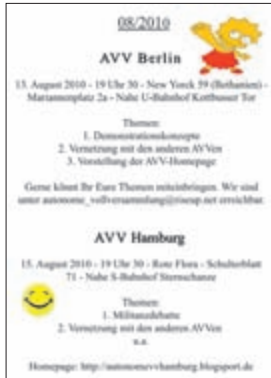 08/2010
AVV Berlin
13. August 2010 - 19 Uhr 30 - New Yorck 59 (Bethanien) -
Mariannenplatz 2a - Nahe U-Bahnhof Kottbusser Tor
Themen:
1. Demonstrationskonzepte
2. Vernetzung mit den anderen AVVen
3. Vorstellung der AVV-Homepage
Gerne könnt Ihr Eure Themen miteinbringen. Wir sind
unter autonome_vollversammlung@riseup.net erreichbar.
AVV Hamburg
15. August 2010 - 19 Uhr 30 - Rote Flora - Schulterblatt
71 - Nahe S-Bahnhof Sternschanze
Themen:
1. Militanzdebatte
2. Vernetzung mit den anderen AVVen
u.a.
Homepage: http://autonomevvhamburg.blogsport.de